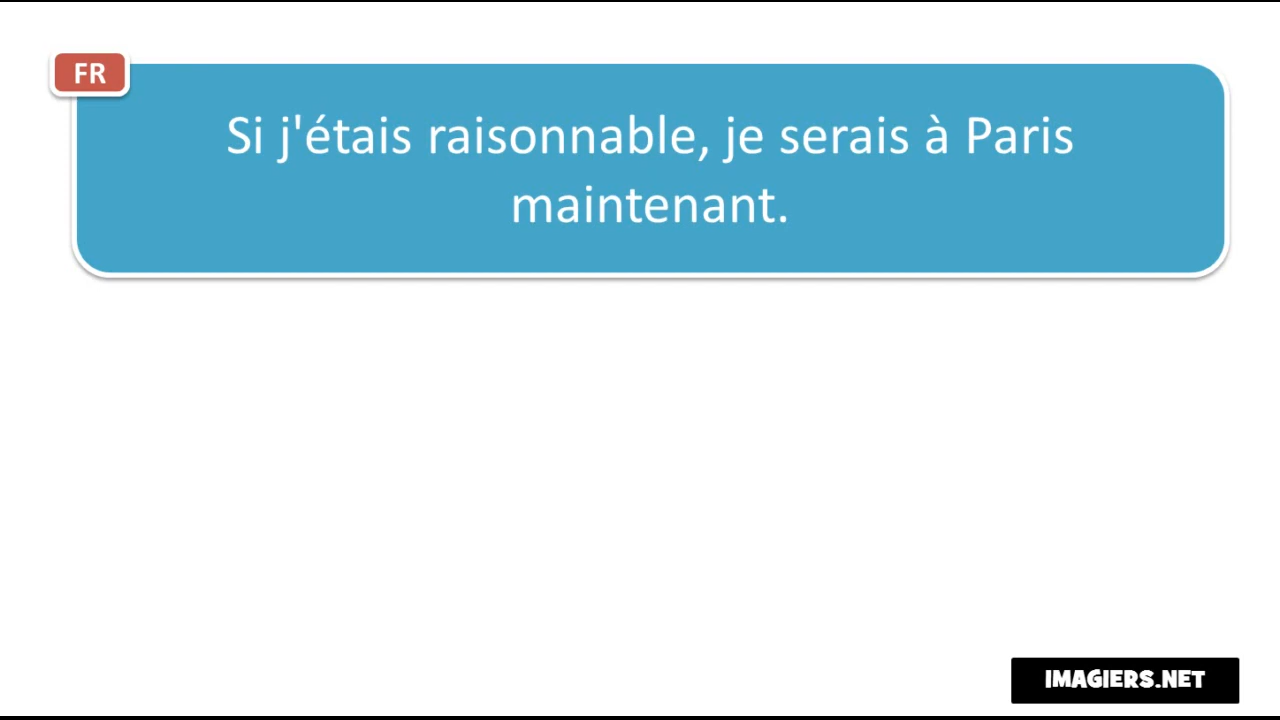 FR
Si j'étais raisonnable, je serais à Paris
maintenant.
IMAGIERS.NET